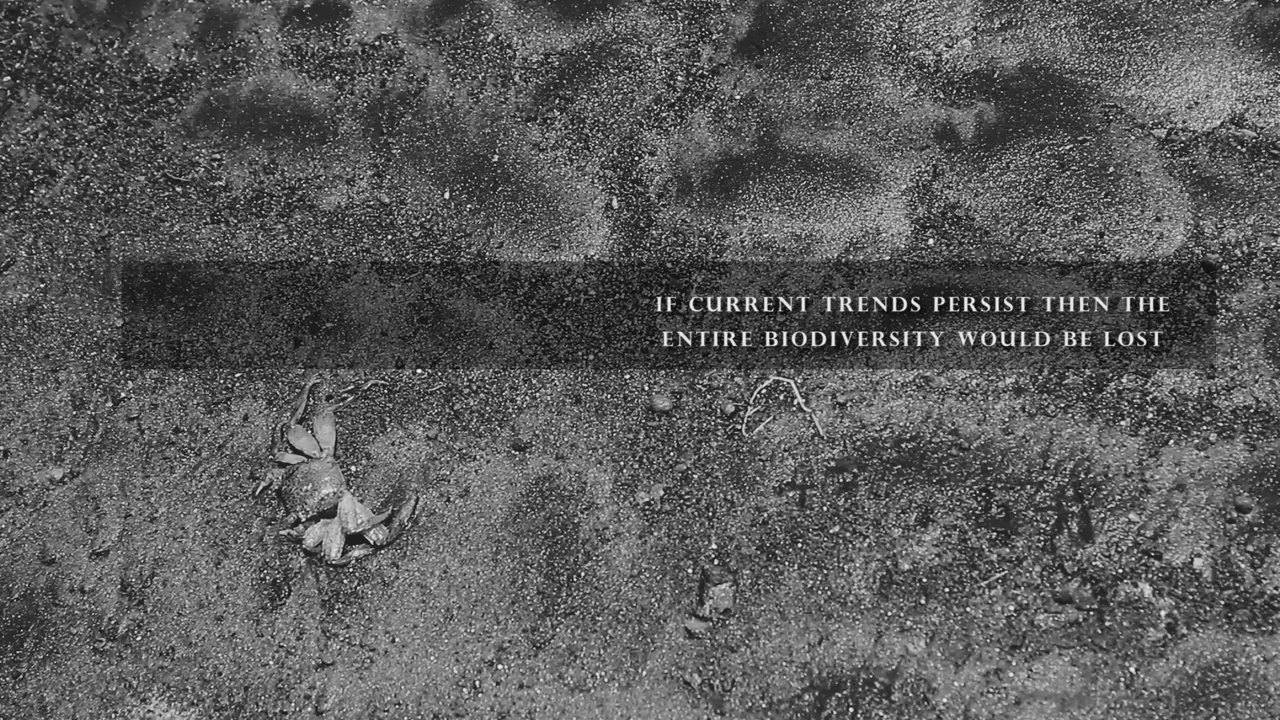 IF CURRENT TRENDS PERSIST THEN THE
ENTIRE BIODIVERSITY WOULD BE LOST